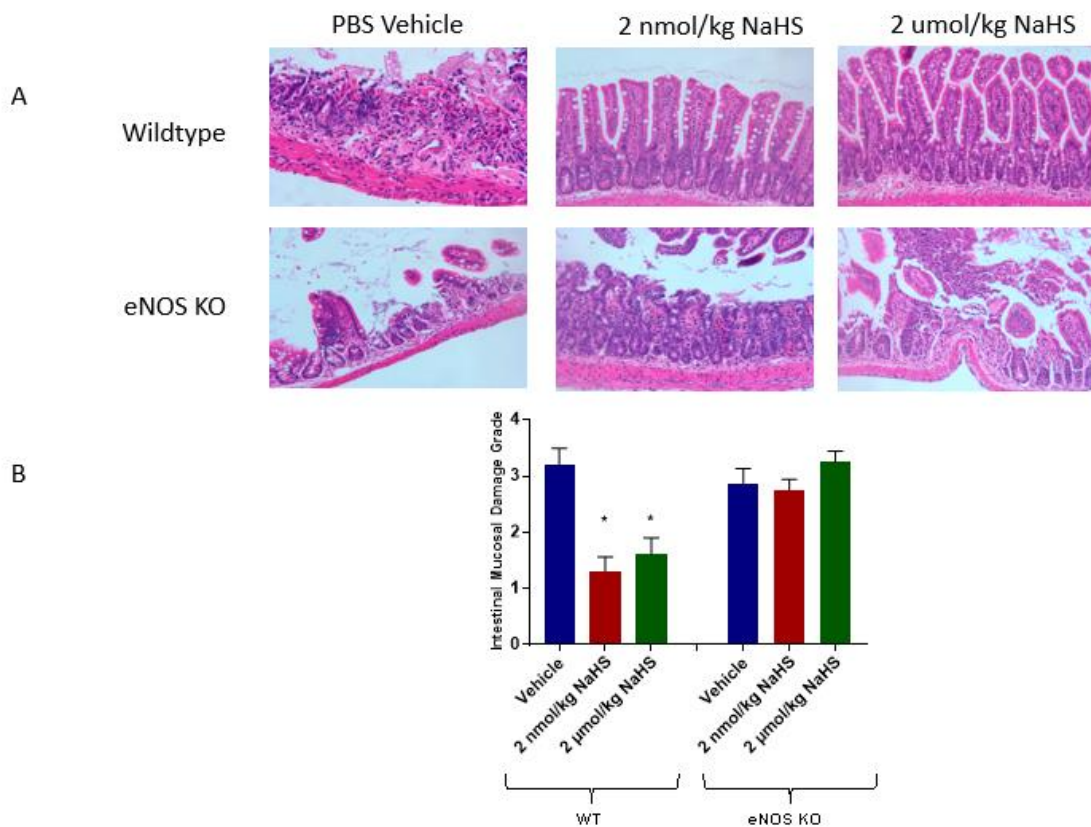 PBS Vehicle 2 nmol/kg NaHS 2 umol/kg NaHS
A
Wildtype
eNOS KO
B
Intestinal Mucosal Damage Grade
4
3
2
1
0
* *
Vehicle
2 nmol/kg NaHS
2 µmol/kg NaHS
Vehicle
2 nmol/kg NaHS
2 µmol/kg NaHS
WT eNOS KO